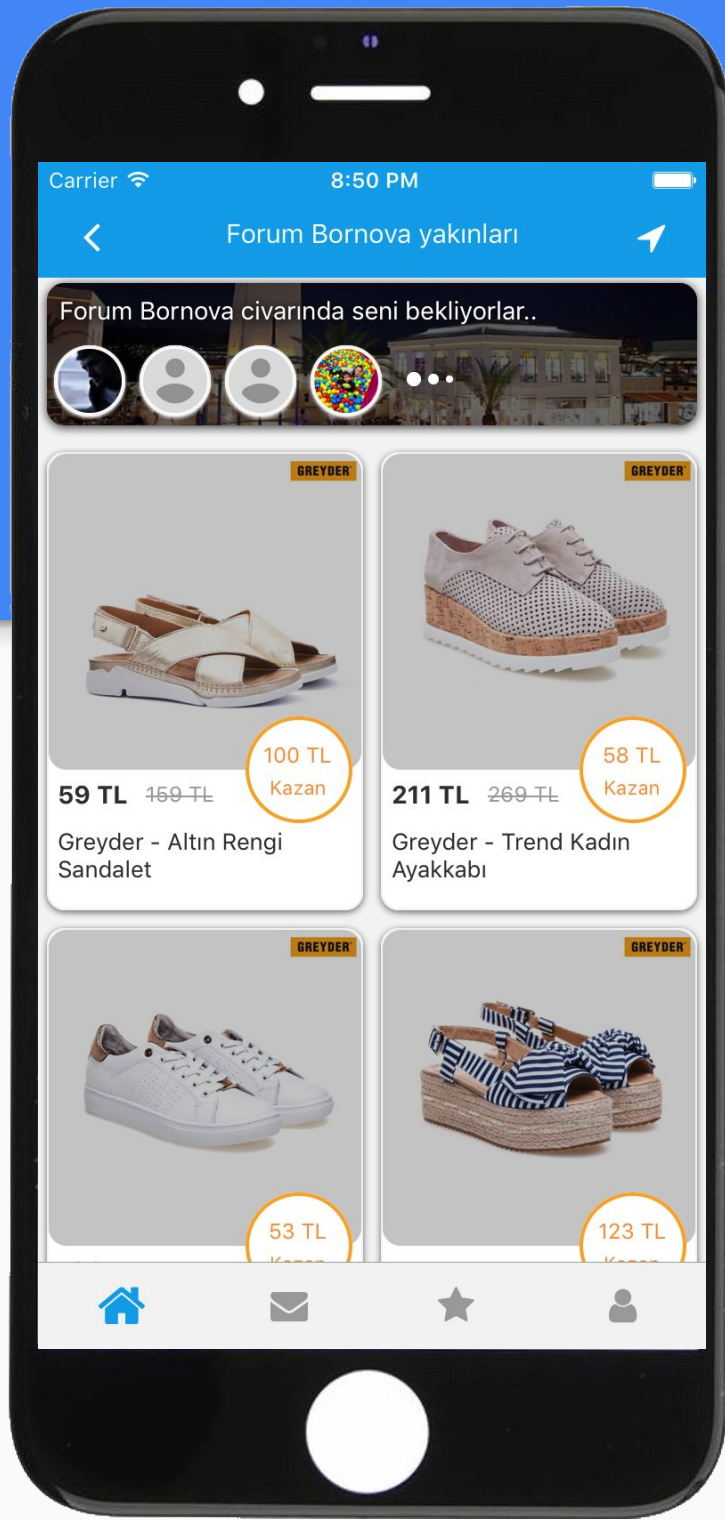 Carrier
8:50 PM
Forum Bornova yakınları
Forum Bornova civarında seni bekliyorlar..
GREYDER
100 TL
Kazan
59 TL 159 TL
Greyder - Altın Rengi
Sandalet
GREYDER
58 TL
Kazan
211 TL 269 TL
Greyder - Trend Kadın
Ayakkabı
GREYDER
53 TL
GREYDER
123 TL